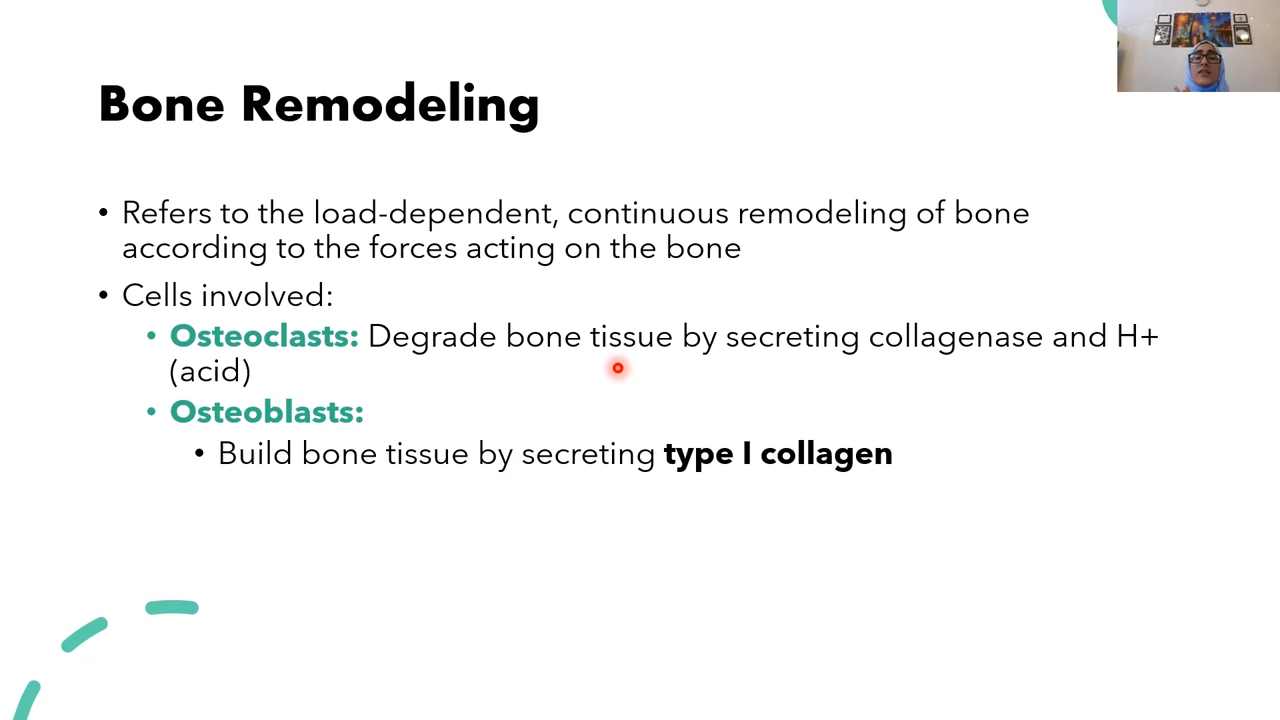 Bone Remodeling
• Refers to the load-dependent, continuous remodeling of bone
according to the forces acting on the bone
• Cells involved:
• Osteoclasts: Degrade bone tissue by secreting collagenase and H+
(acid)
• Osteoblasts:
• Build bone tissue by secreting type I collagen